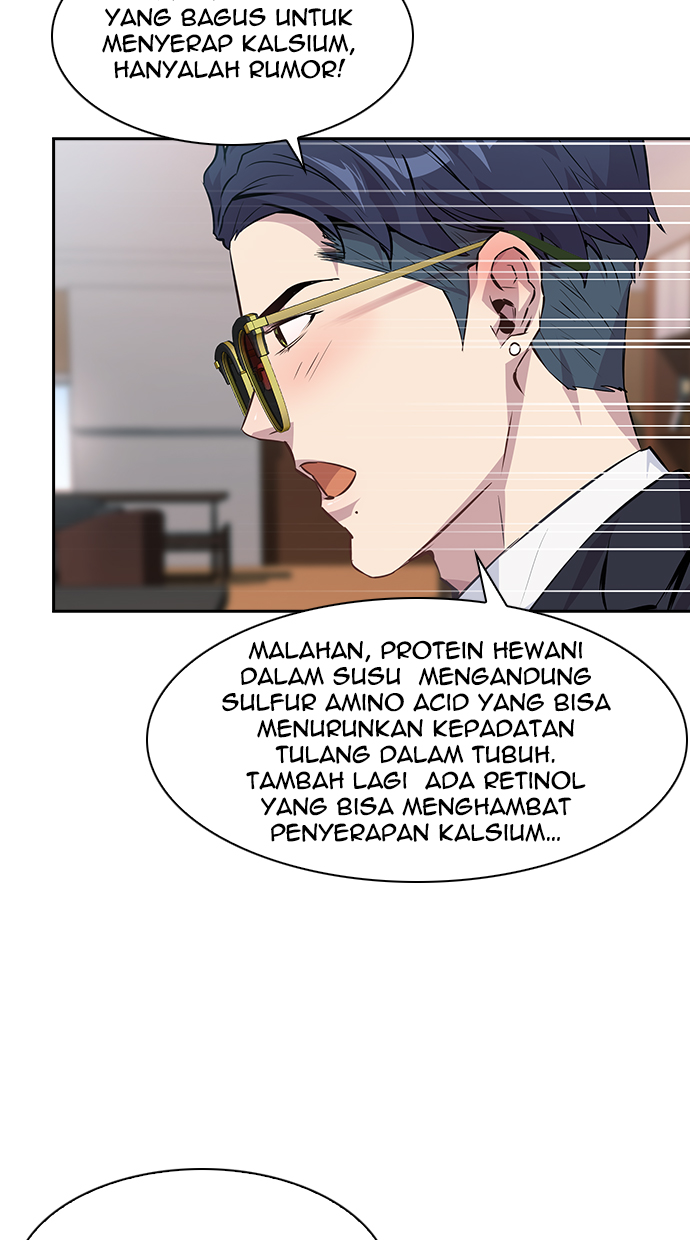 YANG BAGUS UNTUK
MENYERAP KALSIUM,
HANYALAH RUMOR!
MALAHAN, PROTEIN HEWANI
DALAM SUSU MENGANDUNG
SULFUR AMINO ACID YANG BISA
MENURUNKAN KEPADATAN
TULANG DALAM TUBUH.
TAMBAH LAGI ADA RETINOL
YANG BISA MENGHAMBAT
PENYERAPAN KALSIUM...